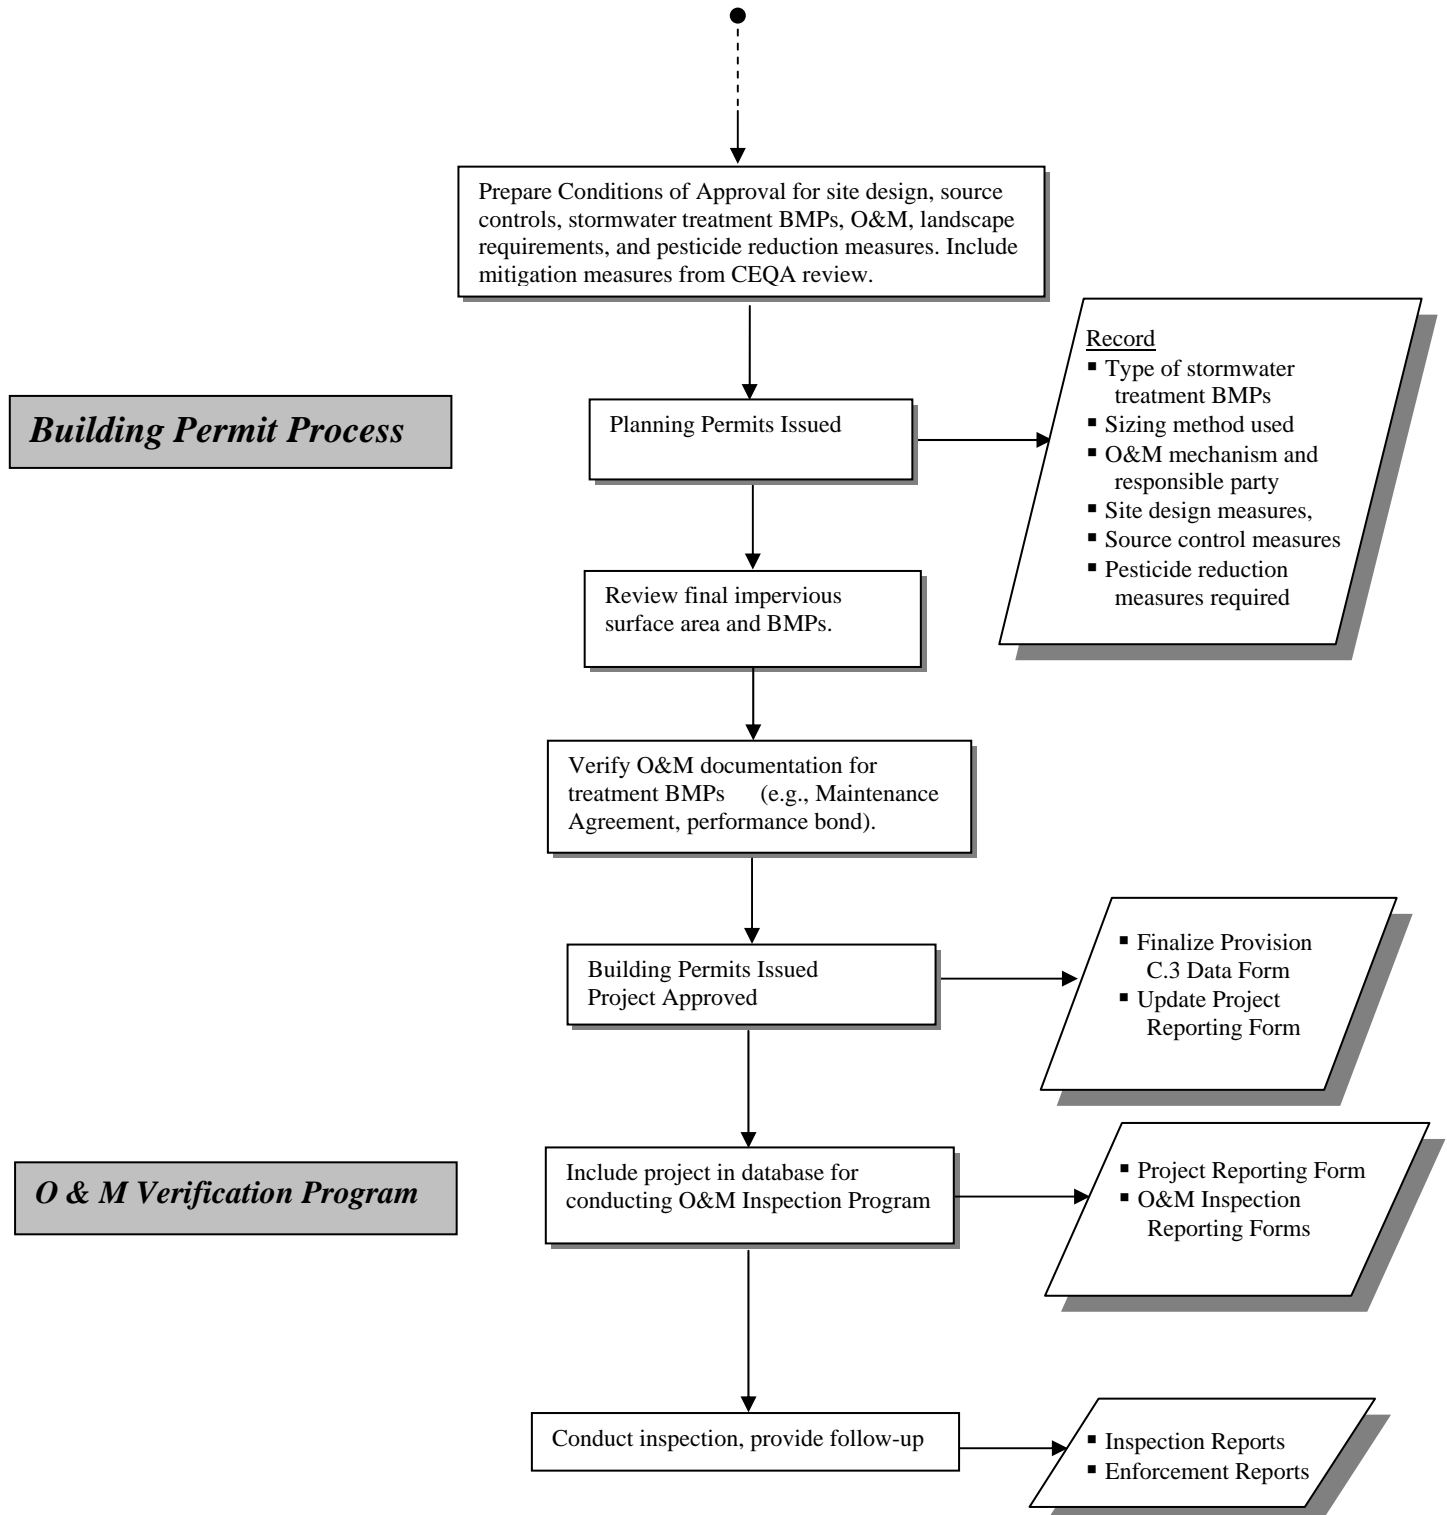 Prepare Conditions of Approval for site design, source
controls, stormwater treatment BMPs, O&M, landscape
requirements, and pesticide reduction measures. Include
mitigation measures from CEQA review.
Building Permit Process
Planning Permits Issued
Record
▪ Type of stormwater
treatment BMPs
▪ Sizing method used
▪ O&M mechanism and
responsible party
▪ Site design measures,
▪ Source control measures
▪ Pesticide reduction
measures required
Review final impervious
surface area and BMPs.
Verify O&M documentation for
treatment BMPs (e.g., Maintenance
Agreement, performance bond).
Building Permits Issued
Project Approved
▪ Finalize Provision
C.3 Data Form
▪ Update Project
Reporting Form
O & M Verification Program
Include project in database for
conducting O&M Inspection Program
▪ Project Reporting Form
▪ O&M Inspection
Reporting Forms
Conduct inspection, provide follow-up
▪ Inspection Reports
▪ Enforcement Reports